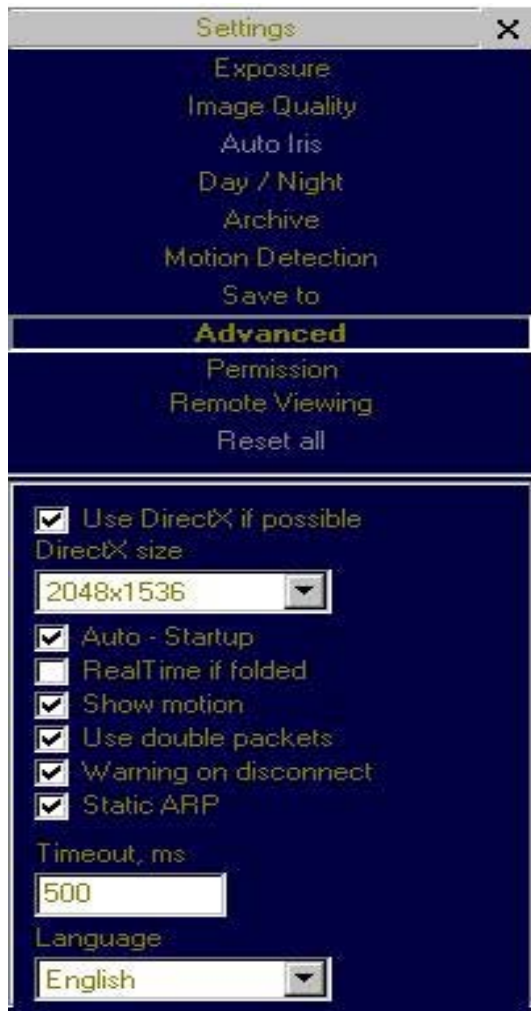 Settings
Exposure
Image Quality
Auto Iris
Day / Night
Archive
Motion Detection
Save to
Advanced
Permission
Remote Viewing
Reset all
Use DirectX if possible
DirectX size
2048x1536
Auto - Startup
RealTime if folded
Show motion
Use double packets
Warning on disconnect
Static ARP
Timeout, ms
500
Language
English